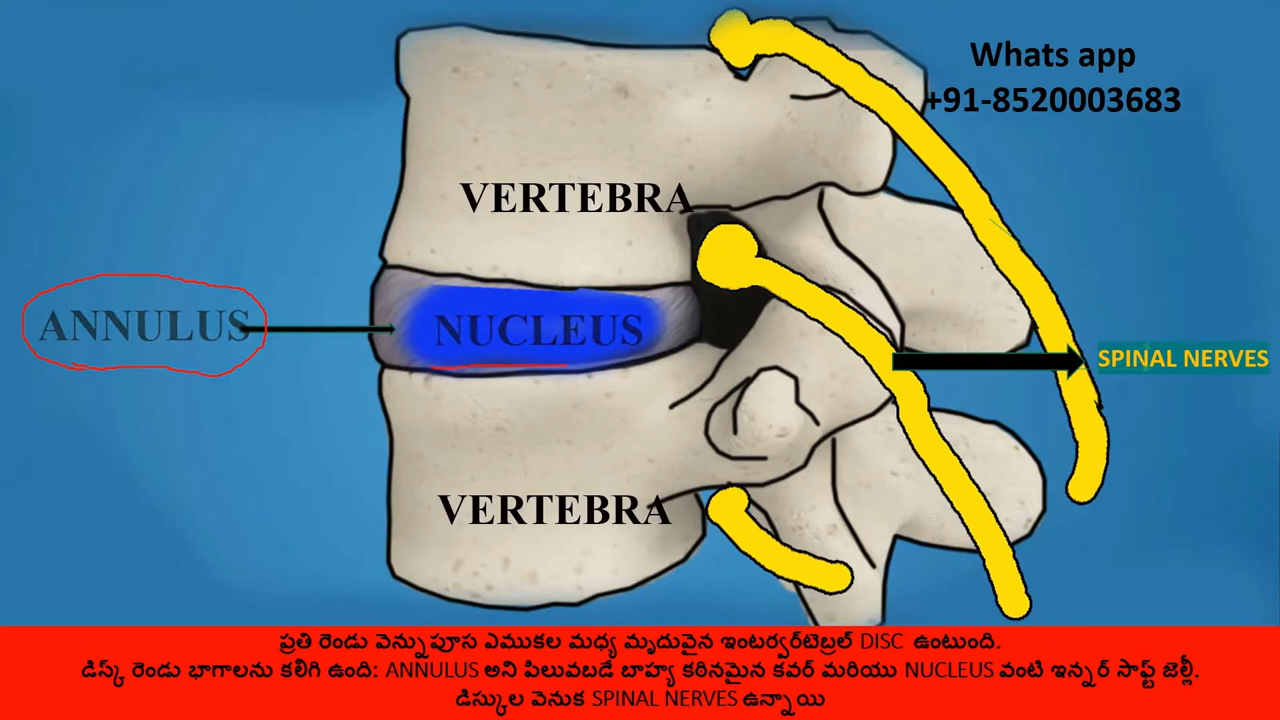 Whats app
+91-8520003683
VERTEBRA
ANNULUS
NUCLEUS
SPINAL NERVES
VERTEBRA
ప్రతి రెండు వెన్నుపూస ఎముకల మధ్య మృదువైన ఇంటర్వర్‌టెబ్రల్ DISC ఉంటుంది.
డిస్క్ రెండు భాగాలను కలిగి ఉంది: ANNULUS అని పిలువబడే బాహ్య కఠినమైన కవర్ మరియు NUCLEUS వంటి ఇన్నర్ సాఫ్ట్ జెల్లీ.
డిస్కుల వెనుక SPINAL NERVES ఉన్నాయి